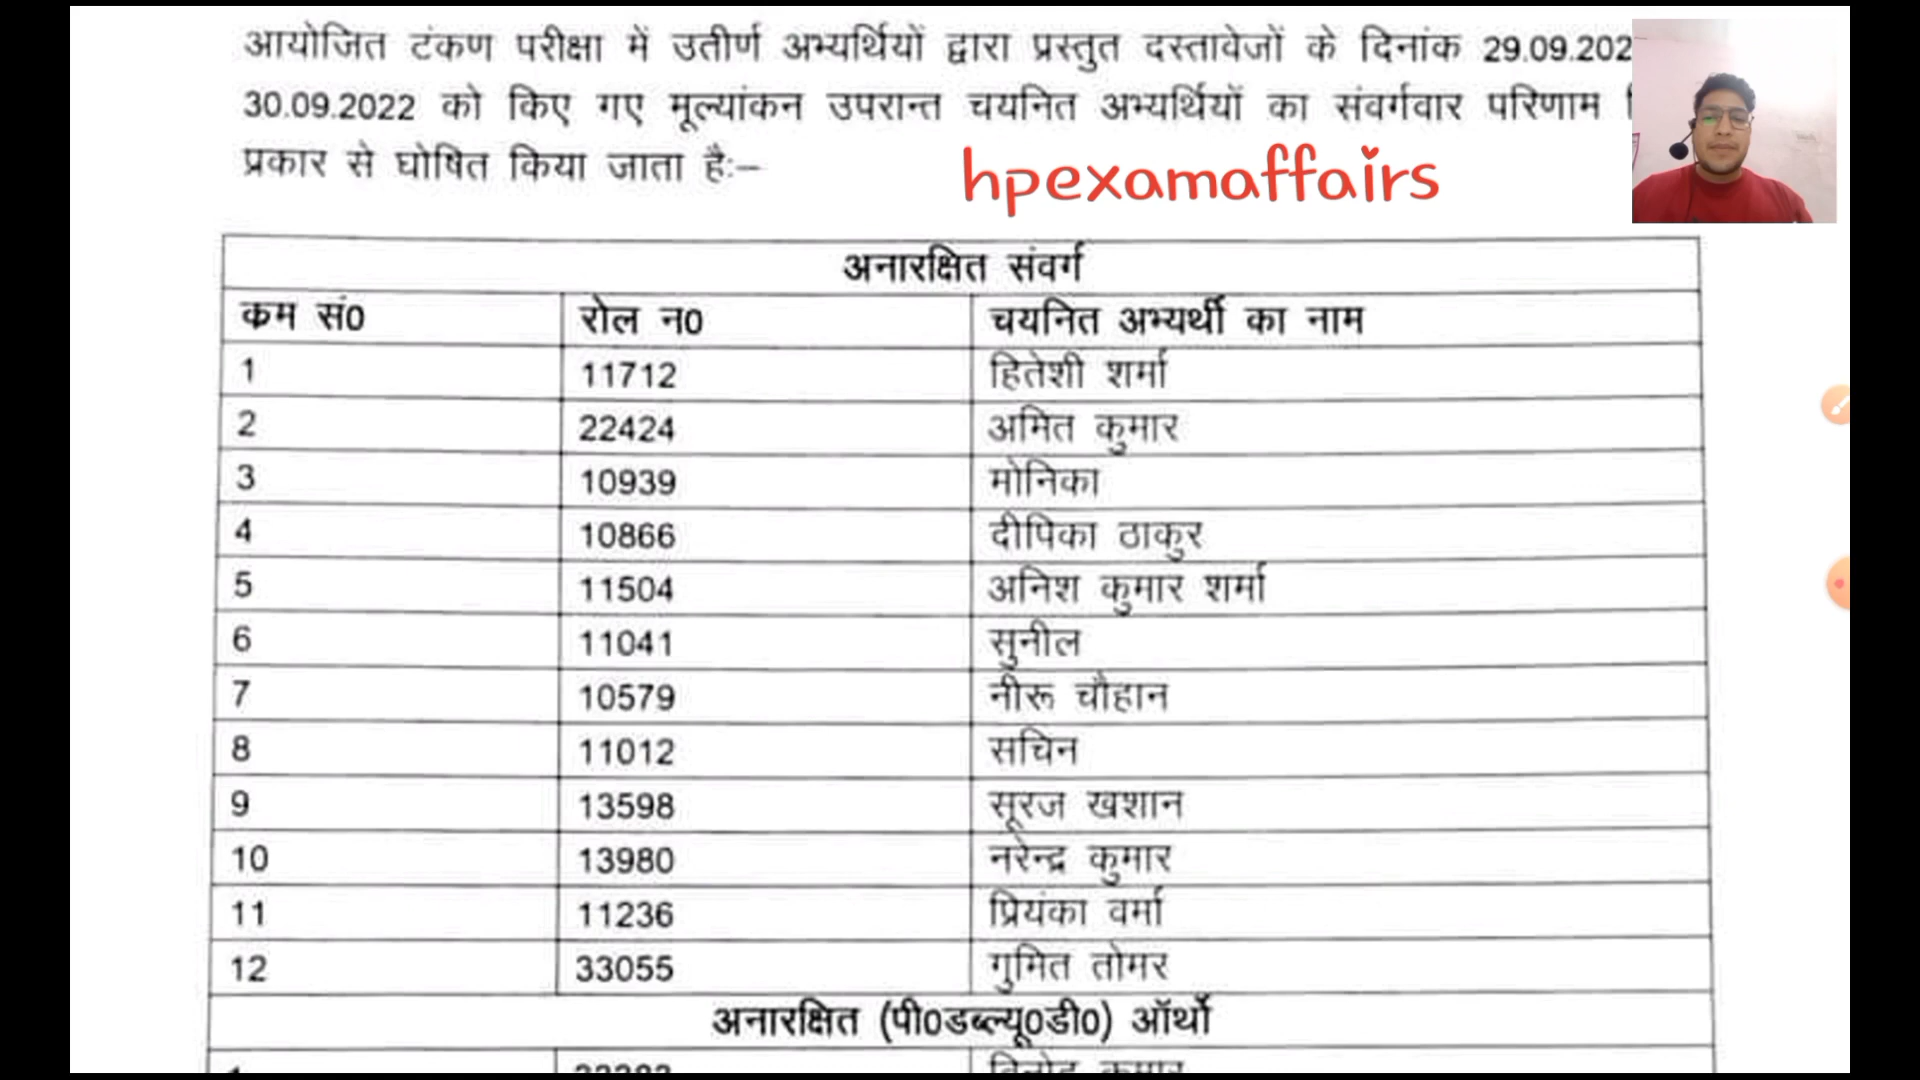 आयोजित टंकण परीक्षा में उतीर्ण अभ्यर्थियों द्वारा प्रस्तुत दस्तावेजों के दिनांक 29.09.202
30.09.2022 को किए गए मूल्यांकन उपरान्त चयनित अभ्यर्थियों का संवर्गवार परिणाम
प्रकार से घोषित किया जाता है:–
hpexamaffairs
अनारक्षित संवर्ग
कम सं0 रोल न0 चयनित अभ्यर्थी का नाम
1 11712 हितेशी शर्मा
2 22424 अमित कुमार
3 10939 मोनिका
4 10866 दीपिका ठाकुर
5 11504 अनिश कुमार शर्मा
6 11041 सुनील
7 10579 नीरू चौहान
8 11012 सचिन
9 13598 सूरज खशान
10 13980 नरेन्द्र कुमार
11 11236 प्रियंका वर्मा
12 33055 गुमित तोमर
अनारक्षित (पी0डब्ल्यू0डी0) ऑर्थो